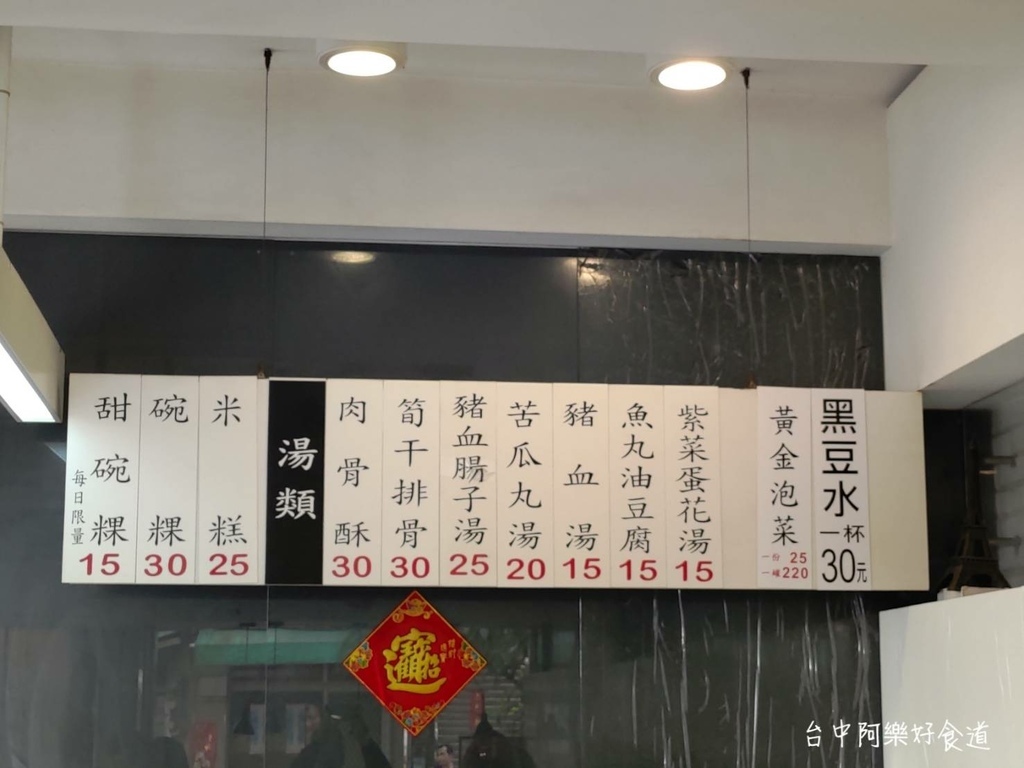 甜碗粿
每日限量
15
碗粿
30
米糕
25
湯類
肉骨酥
30
筍干排骨
30
豬血腸子湯
25
苦瓜丸湯
20
豬血湯
15
魚丸油豆腐
15
紫菜蛋花湯
15
黃金泡菜
一份 25
一罐 220
黑豆水
一杯
30元
台中阿樂好食道